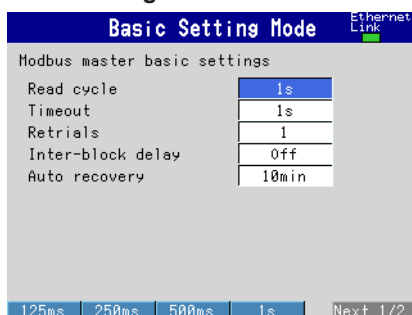 Basic Setting Mode
Ethernet
Link
Modbus master basic settings
Read cycle 1s
Timeout 1s
Retrials 1
Inter-block delay Off
Auto recovery 10min
125ms 250ms 500ms 1s Next 1/2